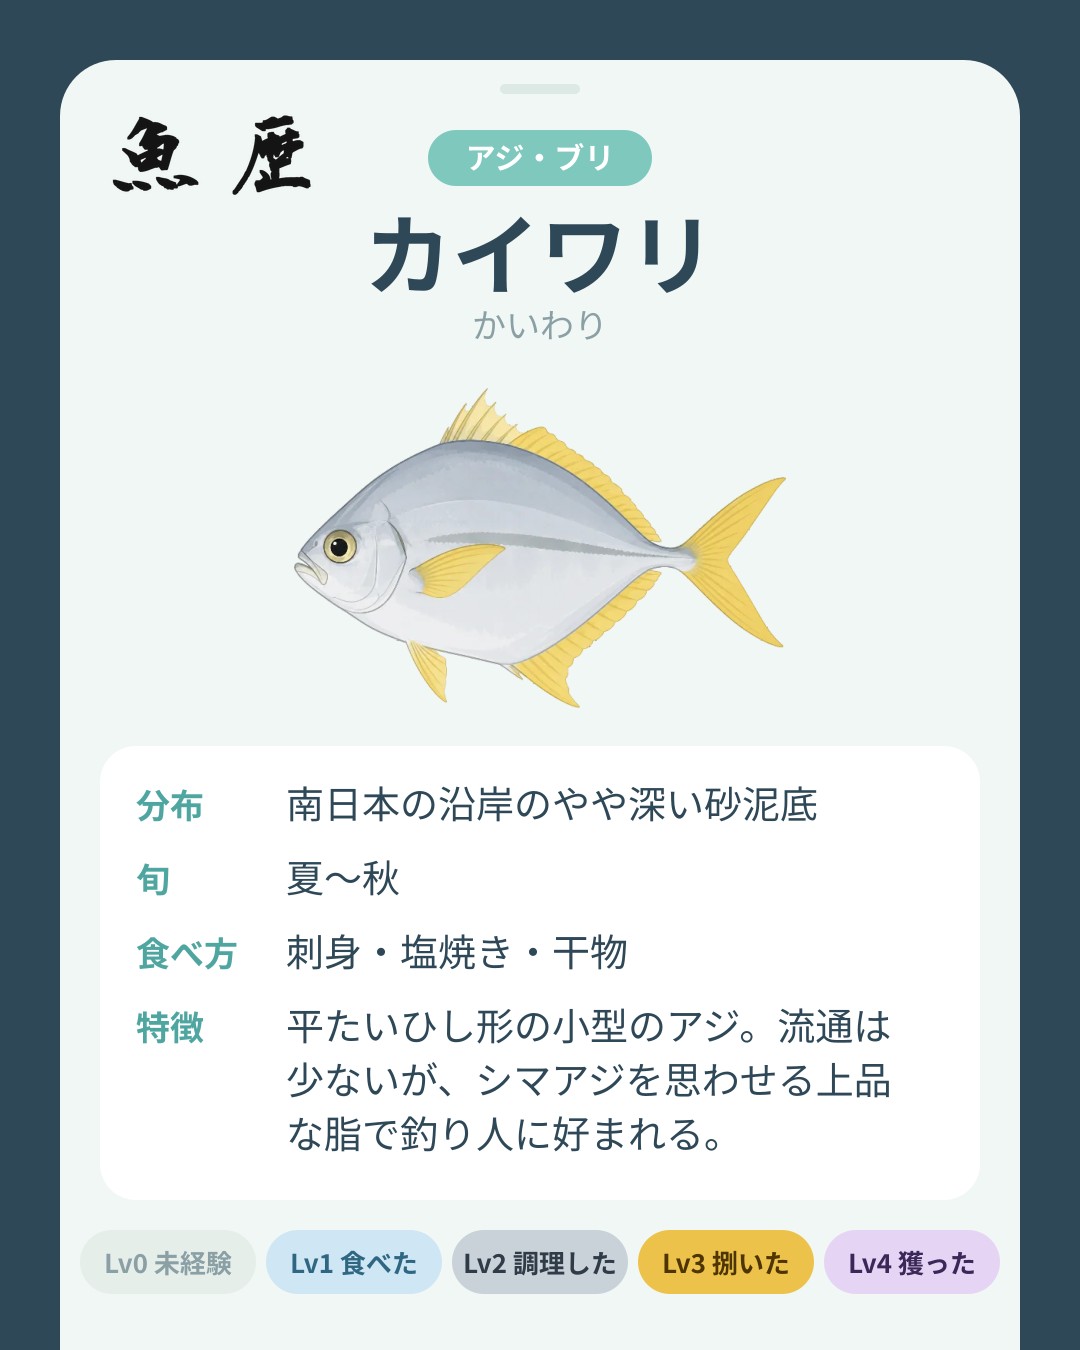 魚歴
アジ・ブリ
カイワリ
かいわり
分布 南日本の沿岸のやや深い砂泥底
旬 夏〜秋
食べ方 刺身・塩焼き・干物
特徴 平たいひし形の小型のアジ。流通は
少ないが、シマアジを思わせる上品
な脂で釣り人に好まれる。
Lv0 未経験 Lv1 食べた Lv2 調理した Lv3 捌いた Lv4 獲った